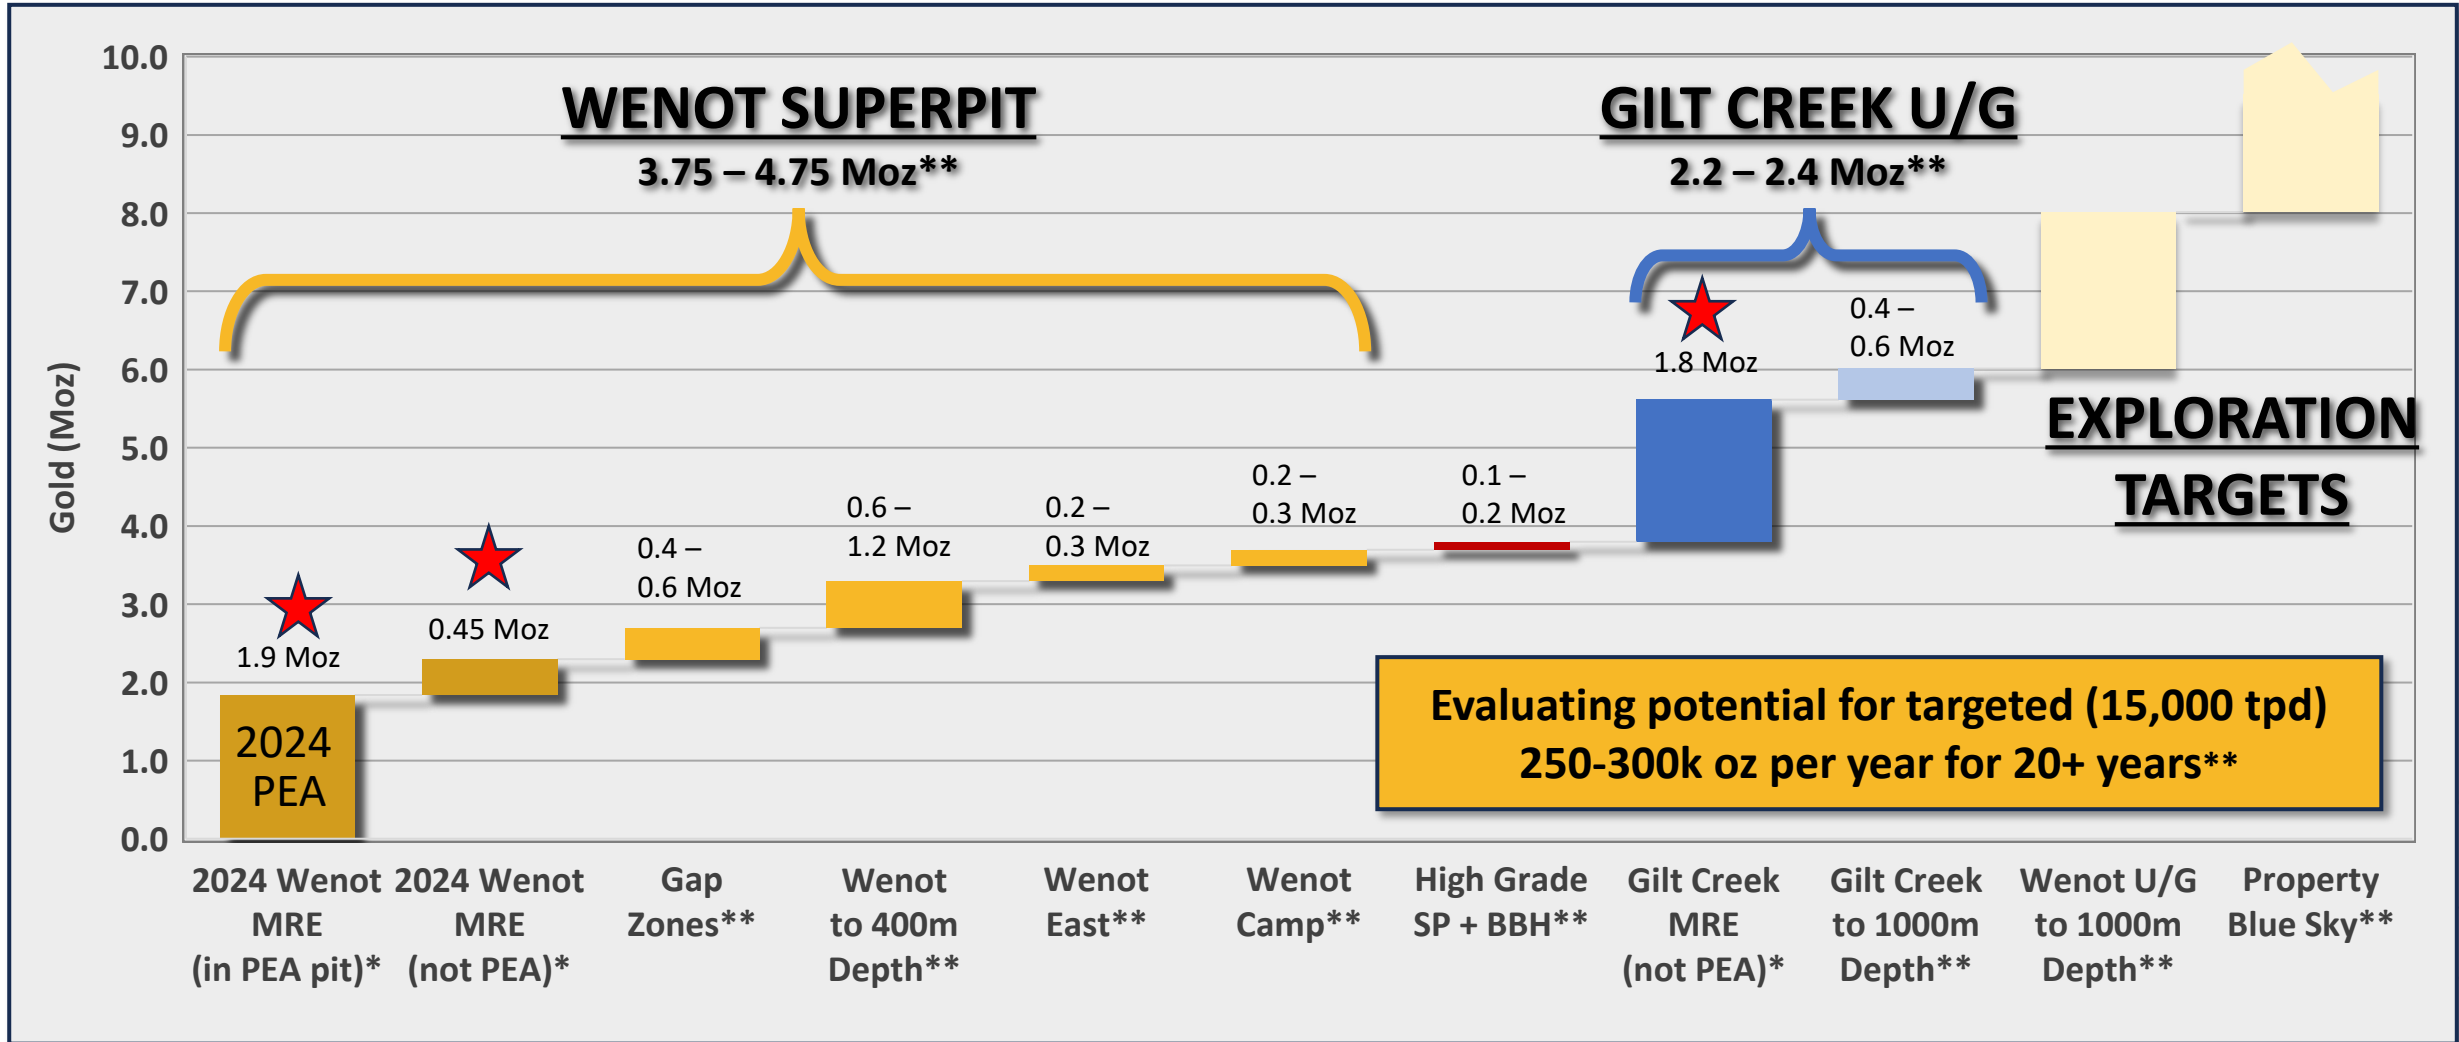 10.0
9.0
8.0
7.0
6.0
5.0
4.0
3.0
2.0
1.0
0.0
Gold (Moz)
WENOT SUPERPIT
3.75 – 4.75 Moz**
GILT CREEK U/G
2.2 – 2.4 Moz**
EXPLORATION
TARGETS
1.9 Moz
2024
PEA
0.45 Moz
0.4 –
0.6 Moz
0.6 –
1.2 Moz
0.2 –
0.3 Moz
0.2 –
0.3 Moz
0.1 –
0.2 Moz
1.8 Moz
0.4 –
0.6 Moz
Evaluating potential for targeted (15,000 tpd)
250-300k oz per year for 20+ years**
2024 Wenot
MRE
(in PEA pit)*
2024 Wenot
MRE
(not PEA)*
Gap
Zones**
Wenot
to 400m
Depth**
Wenot
East**
Wenot
Camp**
High Grade
SP + BBH**
Gilt Creek
MRE
(not PEA)*
Gilt Creek
to 1000m
Depth**
Wenot U/G
to 1000m
Depth**
Property
Blue Sky**